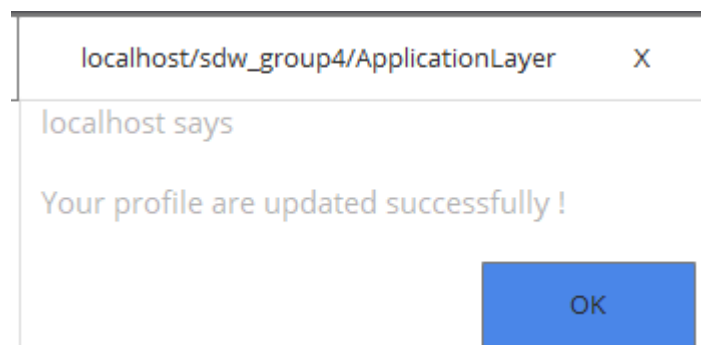 localhost/sdw_group4/ApplicationLayer X
localhost says
Your profile are updated successfully !
OK